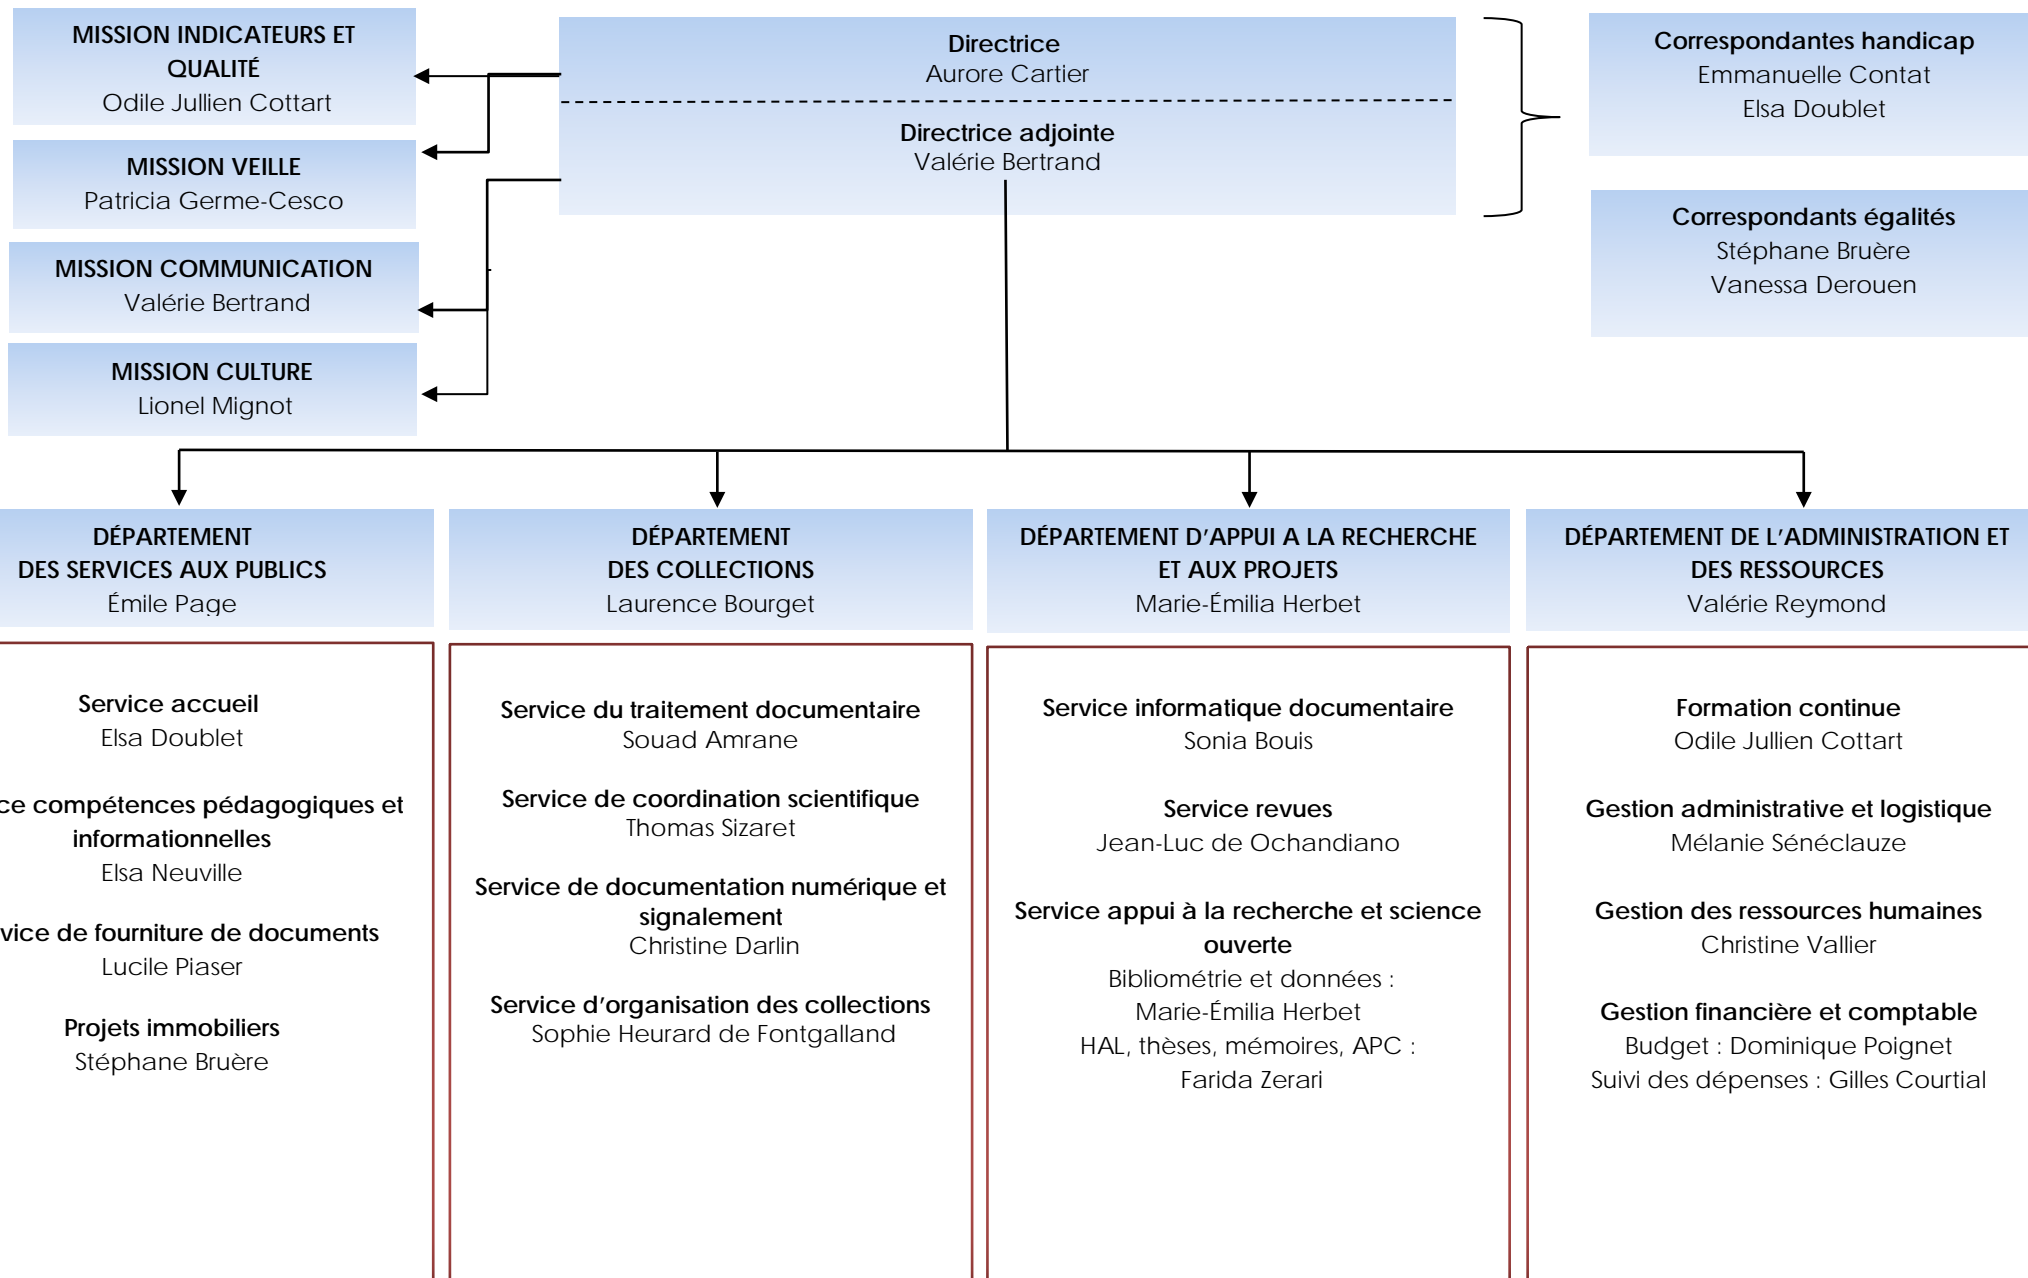 MISSION INDICATEURS ET
QUALITÉ
Odile Jullien Cottart
MISSION VEILLE
Patricia Germe-Cesco
MISSION COMMUNICATION
Valérie Bertrand
MISSION CULTURE
Lionel Mignot
Directrice
Aurore Cartier
Directrice adjointe
Valérie Bertrand
Correspondantes handicap
Emmanuelle Contat
Elsa Doublet
Correspondants égalités
Stéphane Bruère
Vanessa Derouen
DÉPARTEMENT
DES SERVICES AUX PUBLICS
Émile Page
Service accueil
Elsa Doublet
compétences pédagogiques et
informationnelles
Elsa Neuville
de fourniture de documents
Lucile Piaser
Projets immobiliers
Stéphane Bruère
DÉPARTEMENT
DES COLLECTIONS
Laurence Bourget
Service du traitement documentaire
Souad Amrane
Service de coordination scientifique
Thomas Sizaret
Service de documentation numérique et
signalement
Christine Darlin
Service d’organisation des collections
Sophie Heurard de Fontgalland
DÉPARTEMENT D’APPUI A LA RECHERCHE
ET AUX PROJETS
Marie-Émilia Herbet
Service informatique documentaire
Sonia Bouis
Service revues
Jean-Luc de Ochandiano
Service appui à la recherche et science
ouverte
Bibliométrie et données :
Marie-Émilia Herbet
HAL, thèses, mémoires, APC :
Farida Zerari
DÉPARTEMENT DE L’ADMINISTRATION ET
DES RESSOURCES
Valérie Reymond
Formation continue
Odile Jullien Cottart
Gestion administrative et logistique
Mélanie Sénéclauze
Gestion des ressources humaines
Christine Vallier
Gestion financière et comptable
Budget : Dominique Poignet
Suivi des dépenses : Gilles Courtial